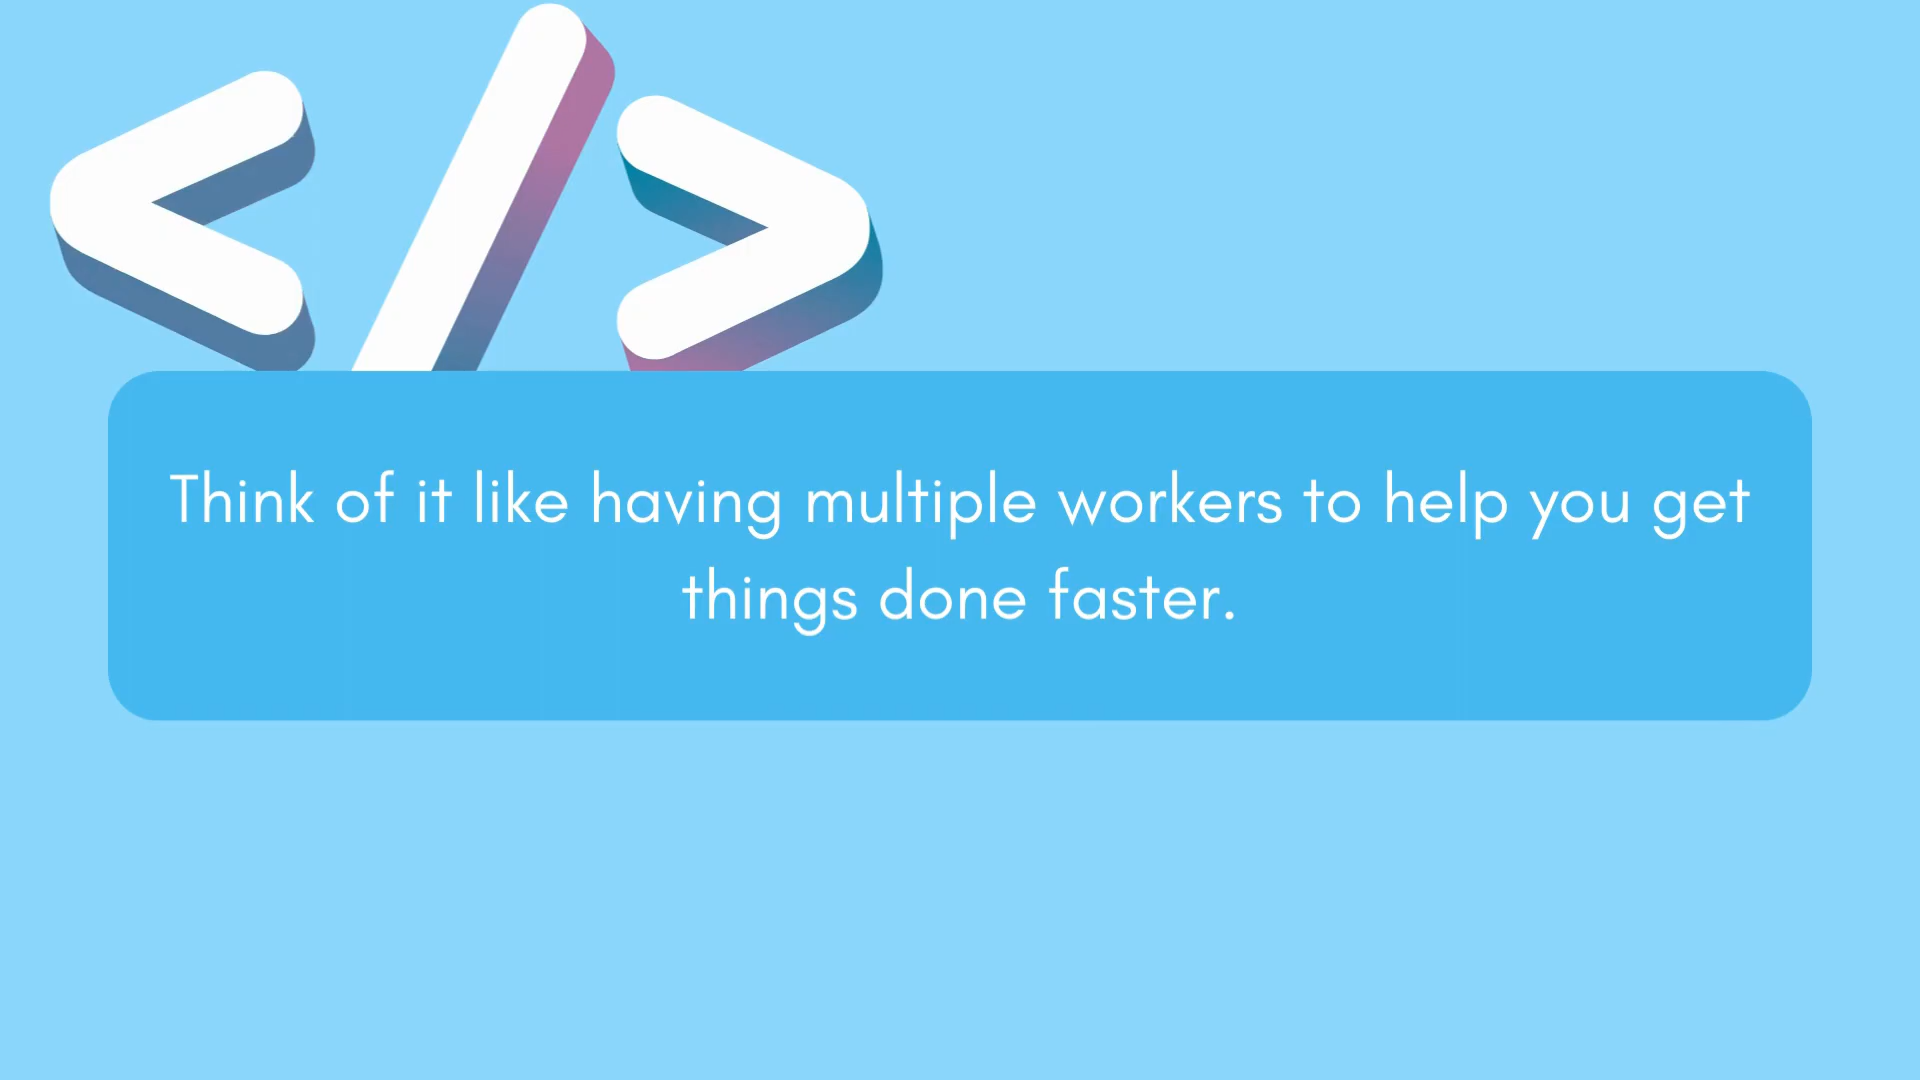 Think of it like having multiple workers to help you get
things done faster.